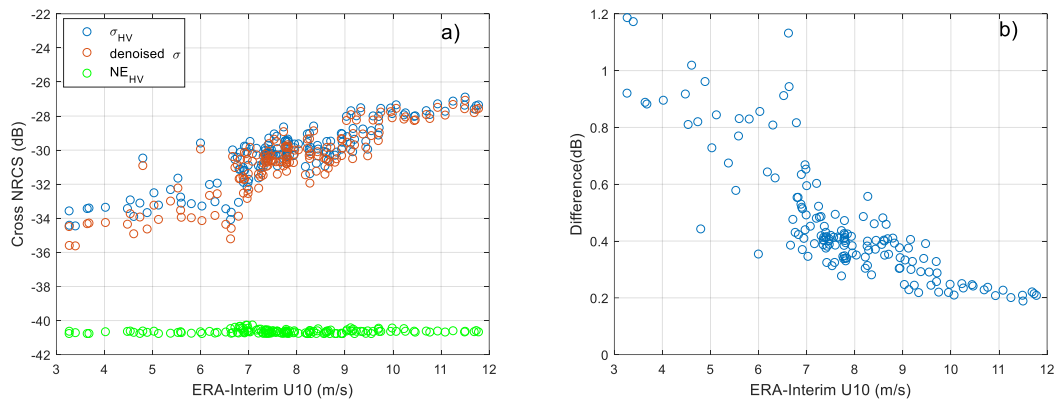 -22
-24
-26
-28
-30
-32
-34
-36
-38
-40
-42
Cross NRCS (dB)
σHV
denoised σ
NEHV
a)
3 4 5 6 7 8 9 10 11 12
ERA-Interim U10 (m/s)
1.2
1
0.8
0.6
0.4
0.2
0
Difference(dB)
b)
3 4 5 6 7 8 9 10 11 12
ERA-Interim U10 (m/s)